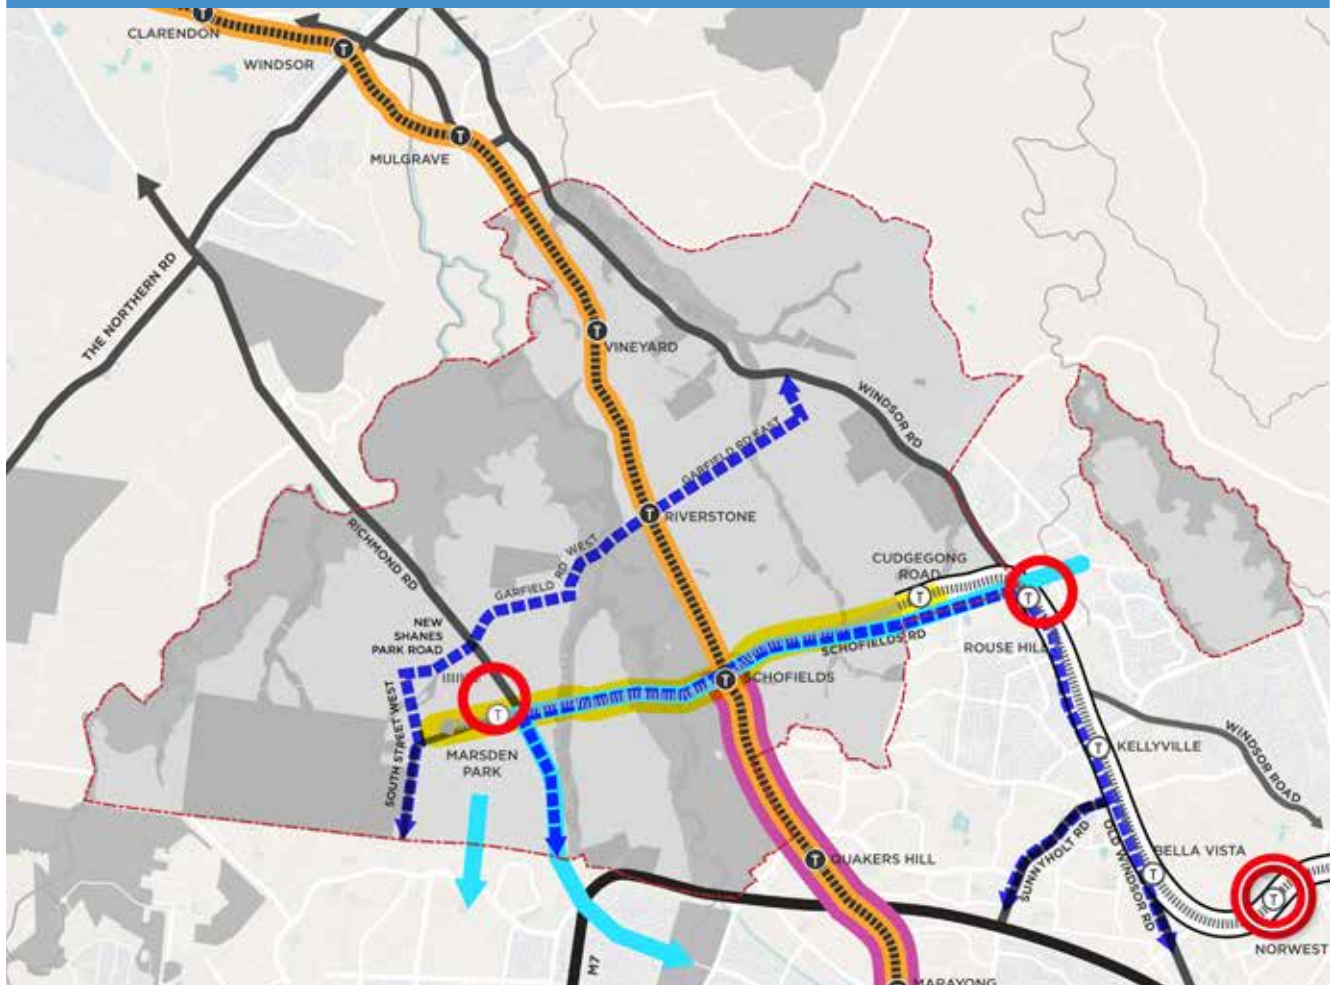 CLARENDON
WINDSOR
MULGRAVE
THE NORTHERN RD
VINEYARD
WINDSOR RD
GARFIELD RD EAST
RICHMOND RD
RIVERSTONE
GARFIELD RD WEST
CUDGEGONG
ROAD
NEW
SHANES
PARK ROAD
SCHOFIELDS RD
ROUSE HILL
SCHOFIELDS
SOUTH STREET WEST
MARSDEN
PARK
KELLYVILLE
WINDSOR ROAD
SUNNYHOLT RD
OLD WINDSOR RD
BELLA VISTA
QUAKERS HILL
NORWEST
M7
MARAYONG
T
T
T
T
T
T
T
T
T
T
T
T
T